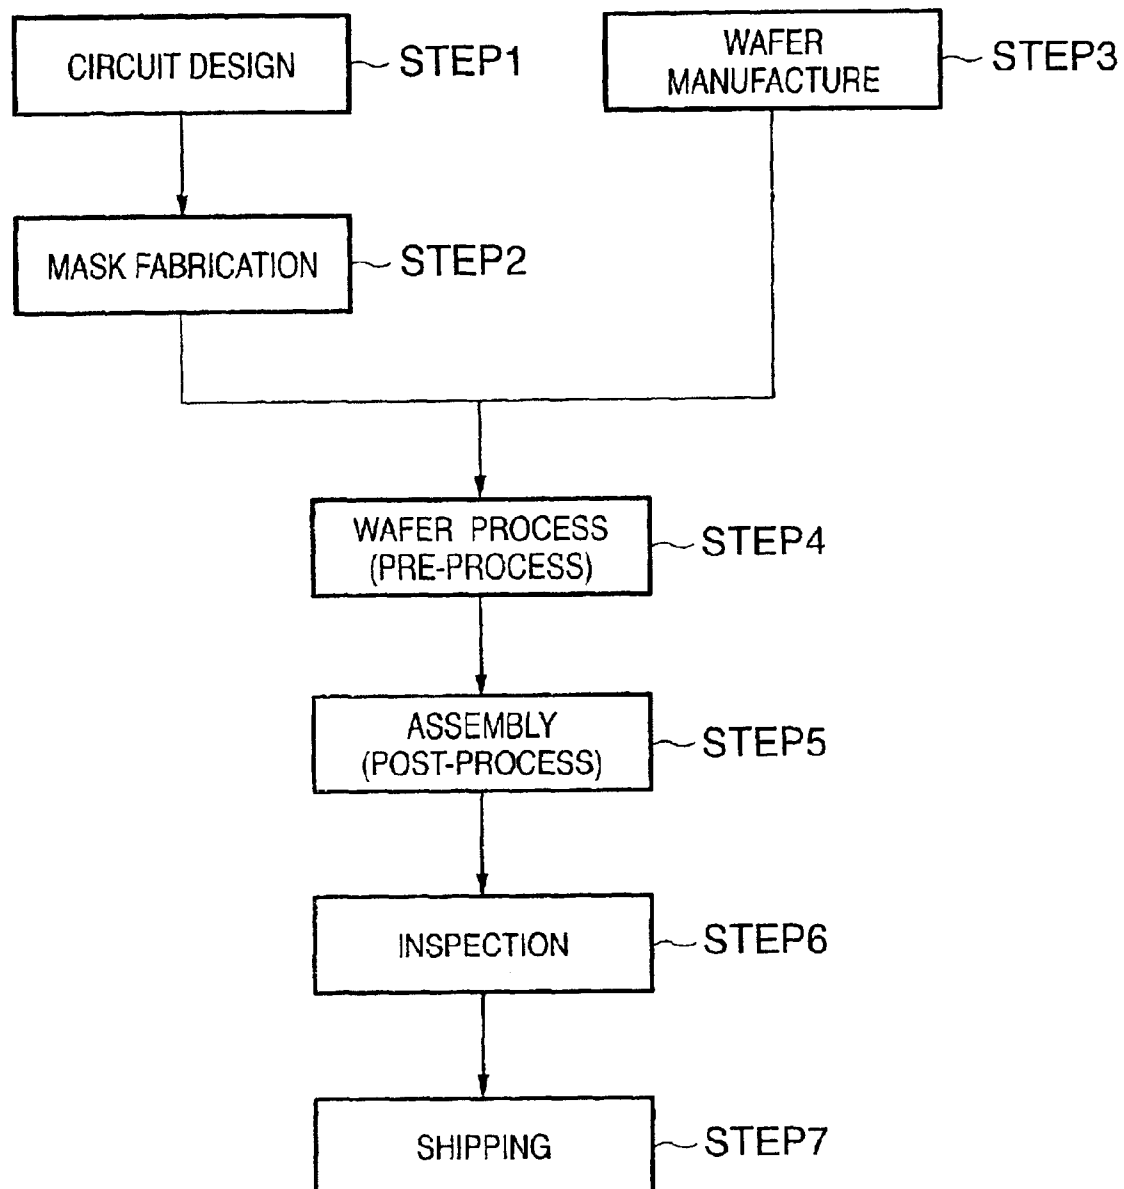 CIRCUIT DESIGN
STEP1
WAFER
MANUFACTURE
STEP3
MASK FABRICATION
STEP2
WAFER PROCESS
(PRE-PROCESS)
STEP4
ASSEMBLY
(POST-PROCESS)
STEP5
INSPECTION
STEP6
SHIPPING
STEP7